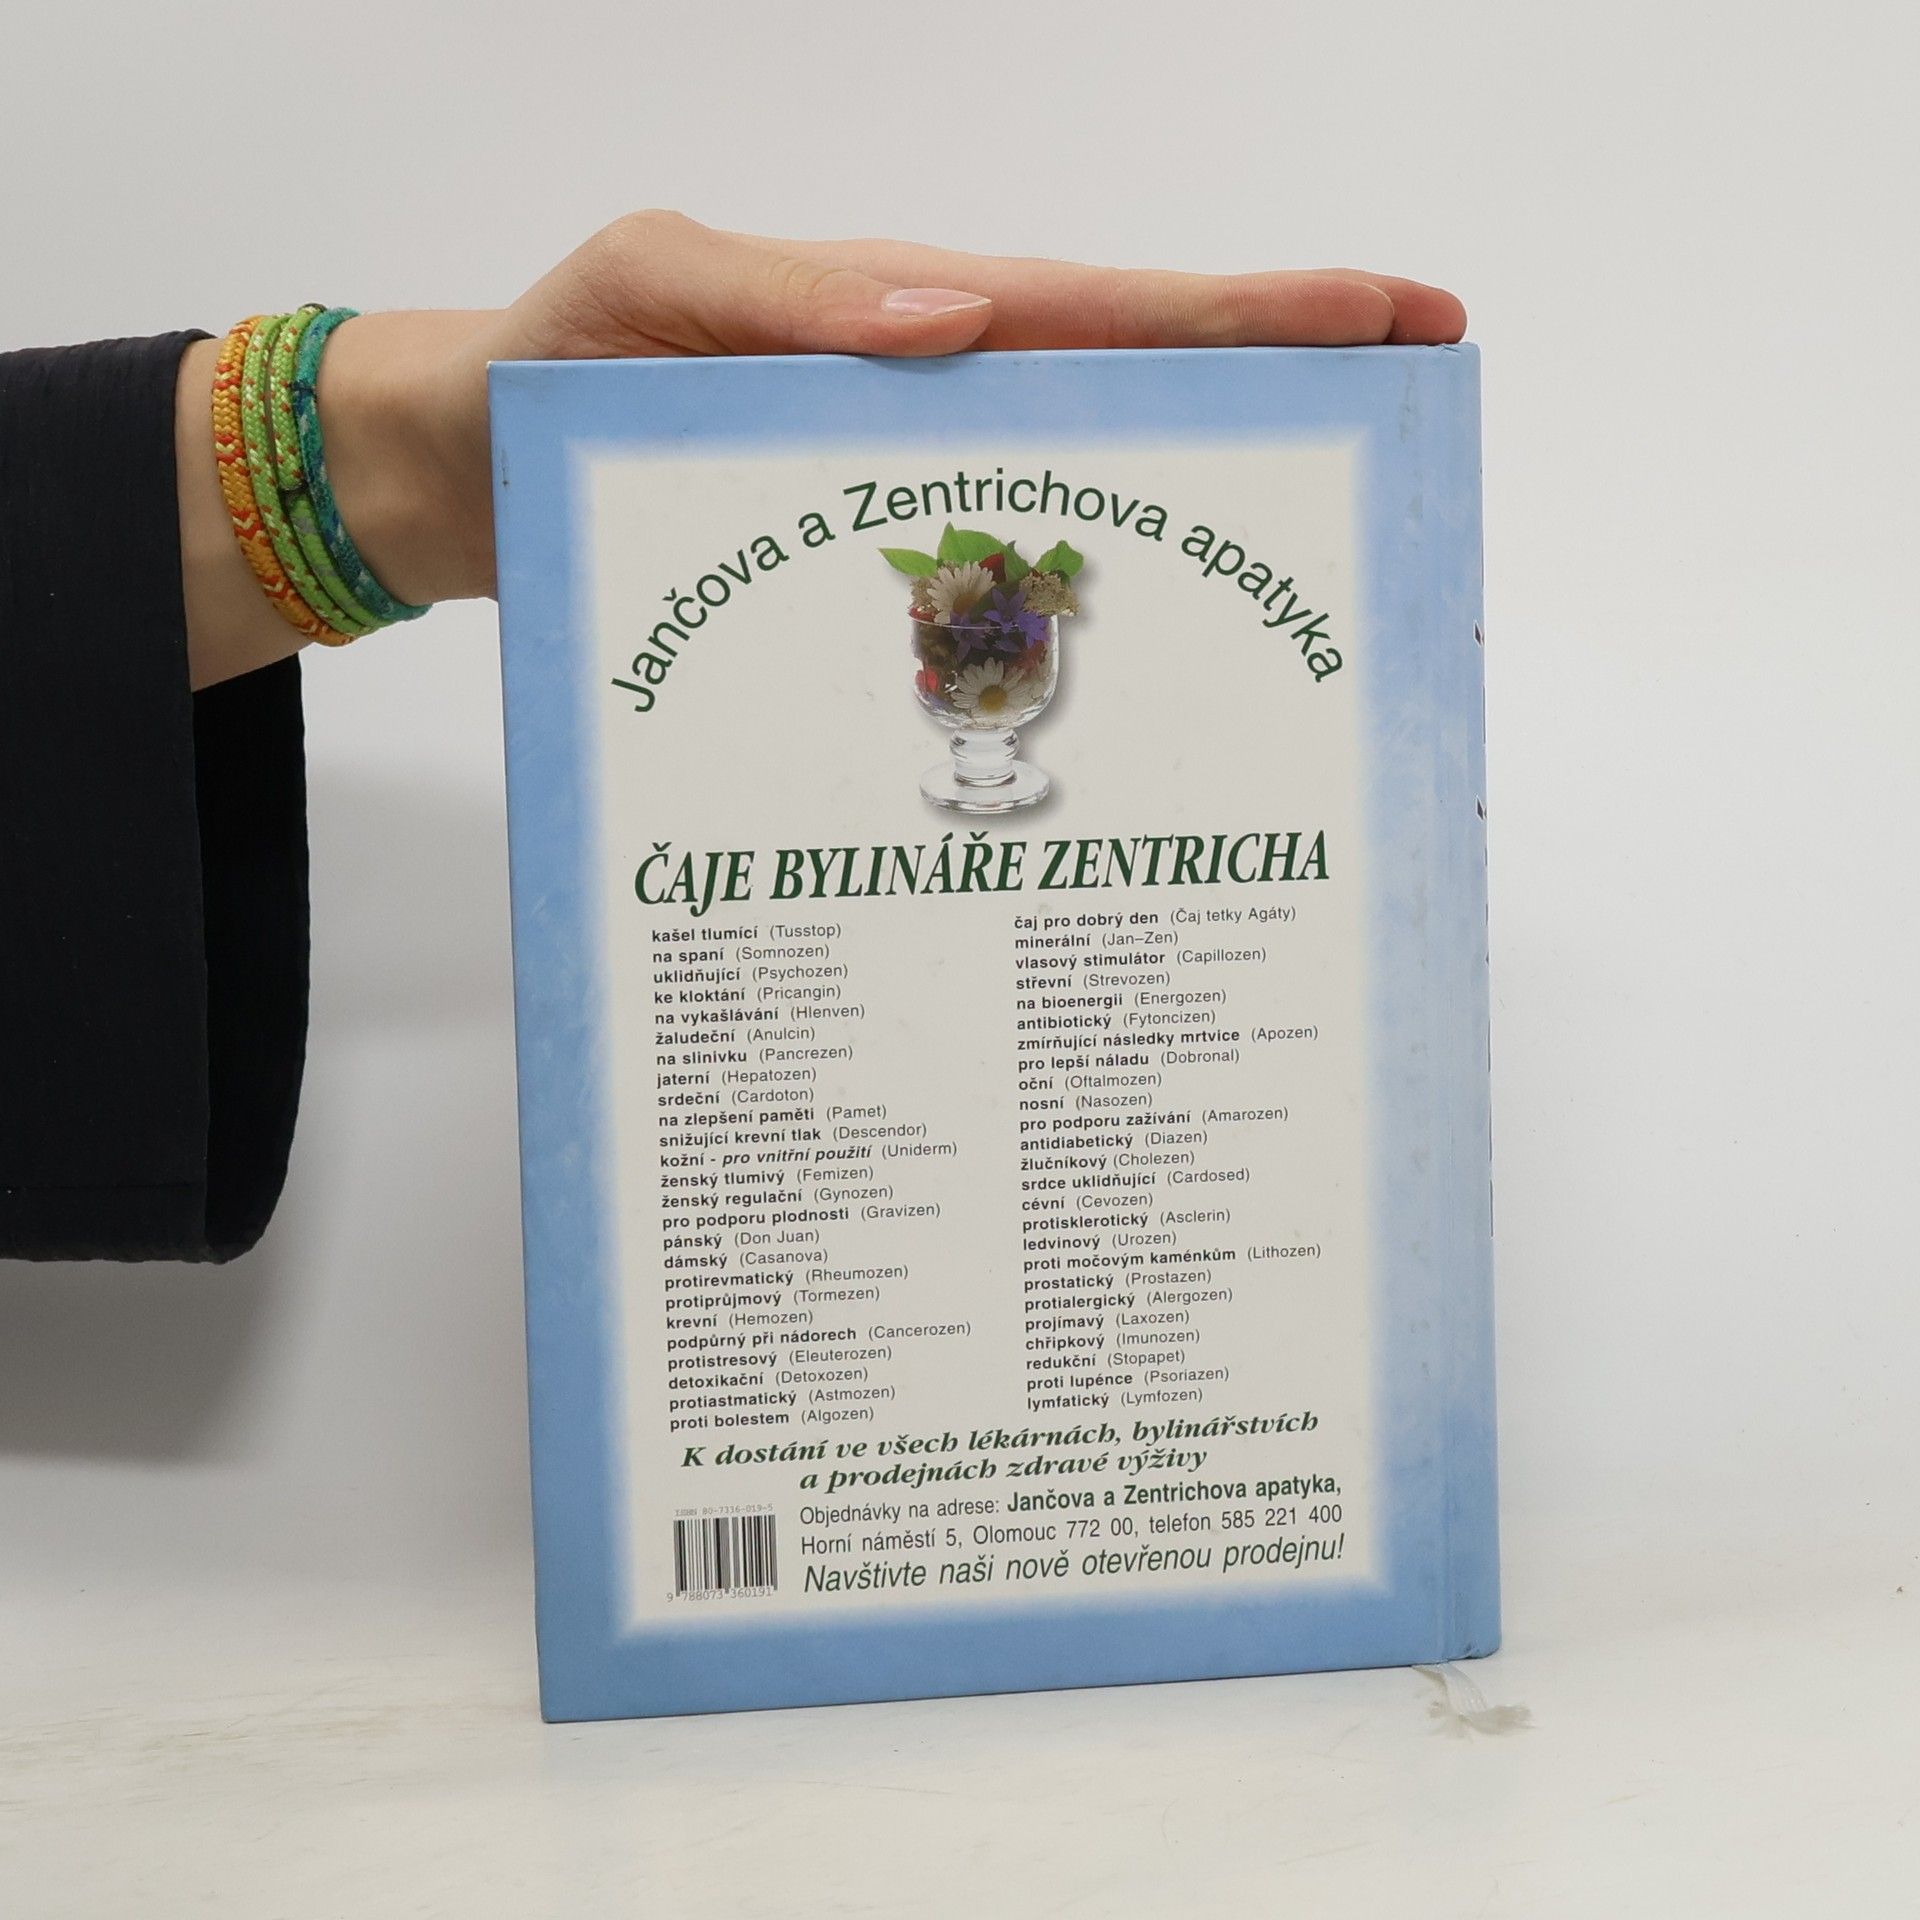 Jančova a Zentrichova apatyka
ČAJE BYLINÁŘE ZENTRICHA
kašel tlumící (Tusstop)
na spaní (Somnozen)
uklidňující (Psychozen)
ke kloktání (Pricangin)
na vykašlávání (Hlenven)
žaludeční (Anulcin)
na slinivku (Pancrezen)
jaterní (Hepatozen)
srdeční (Cardoton)
na zlepšení paměti (Pamet)
snižující krevní tlak (Descendor)
kožní - pro vnitřní použití (Uniderm)
ženský tlumivý (Femizen)
ženský regulační (Gynozen)
pro podporu plodnosti (Gravizen)
pánský (Don Juan)
dámský (Casanova)
protirevmatický (Rheumozen)
protiprůjmový (Tormezen)
krevní (Hemozen)
podpůrný při nádorech (Cancerozen)
protistresový (Eleuterozen)
detoxikační (Detoxozen)
protiastmatický (Astmozen)
proti bolestem (Algozen)
čaj pro dobrý den (Čaj tetky Agáty)
minerální (Jan–Zen)
vlasový stimulátor (Capillozen)
střevní (Strevozen)
na bioenergii (Energozen)
antibiotický (Fytoncizen)
zmírňující následky mrtvice (Apozen)
pro lepší náladu (Dobronal)
oční (Oftalmozen)
nosní (Nasozen)
pro podporu zažívání (Amarozen)
antidiabetický (Diazen)
žlučníkový (Cholezen)
srdce uklidňující (Cardosed)
cévní (Cevozen)
protisklerotický (Asclerin)
ledvinový (Urozen)
proti močovým kaménkům (Lithozen)
prostatický (Prostazen)
protialergický (Alergozen)
projímavý (Laxozen)
chřipkový (Imunozen)
redukční (Stopapet)
proti lupénce (Psoriazen)
lymfatický (Lymfozen)
K dostání ve všech lékárnách, bylinářstvích
a prodejnách zdravé výživy
ISBN 80-7336-019-5
9 788073 360191
Objednávky na adrese: Jančova a Zentrichova apatyka,
Horní náměstí 5, Olomouc 772 00, telefon 585 221 400
Navštivte naši nově otevřenou prodejnu!